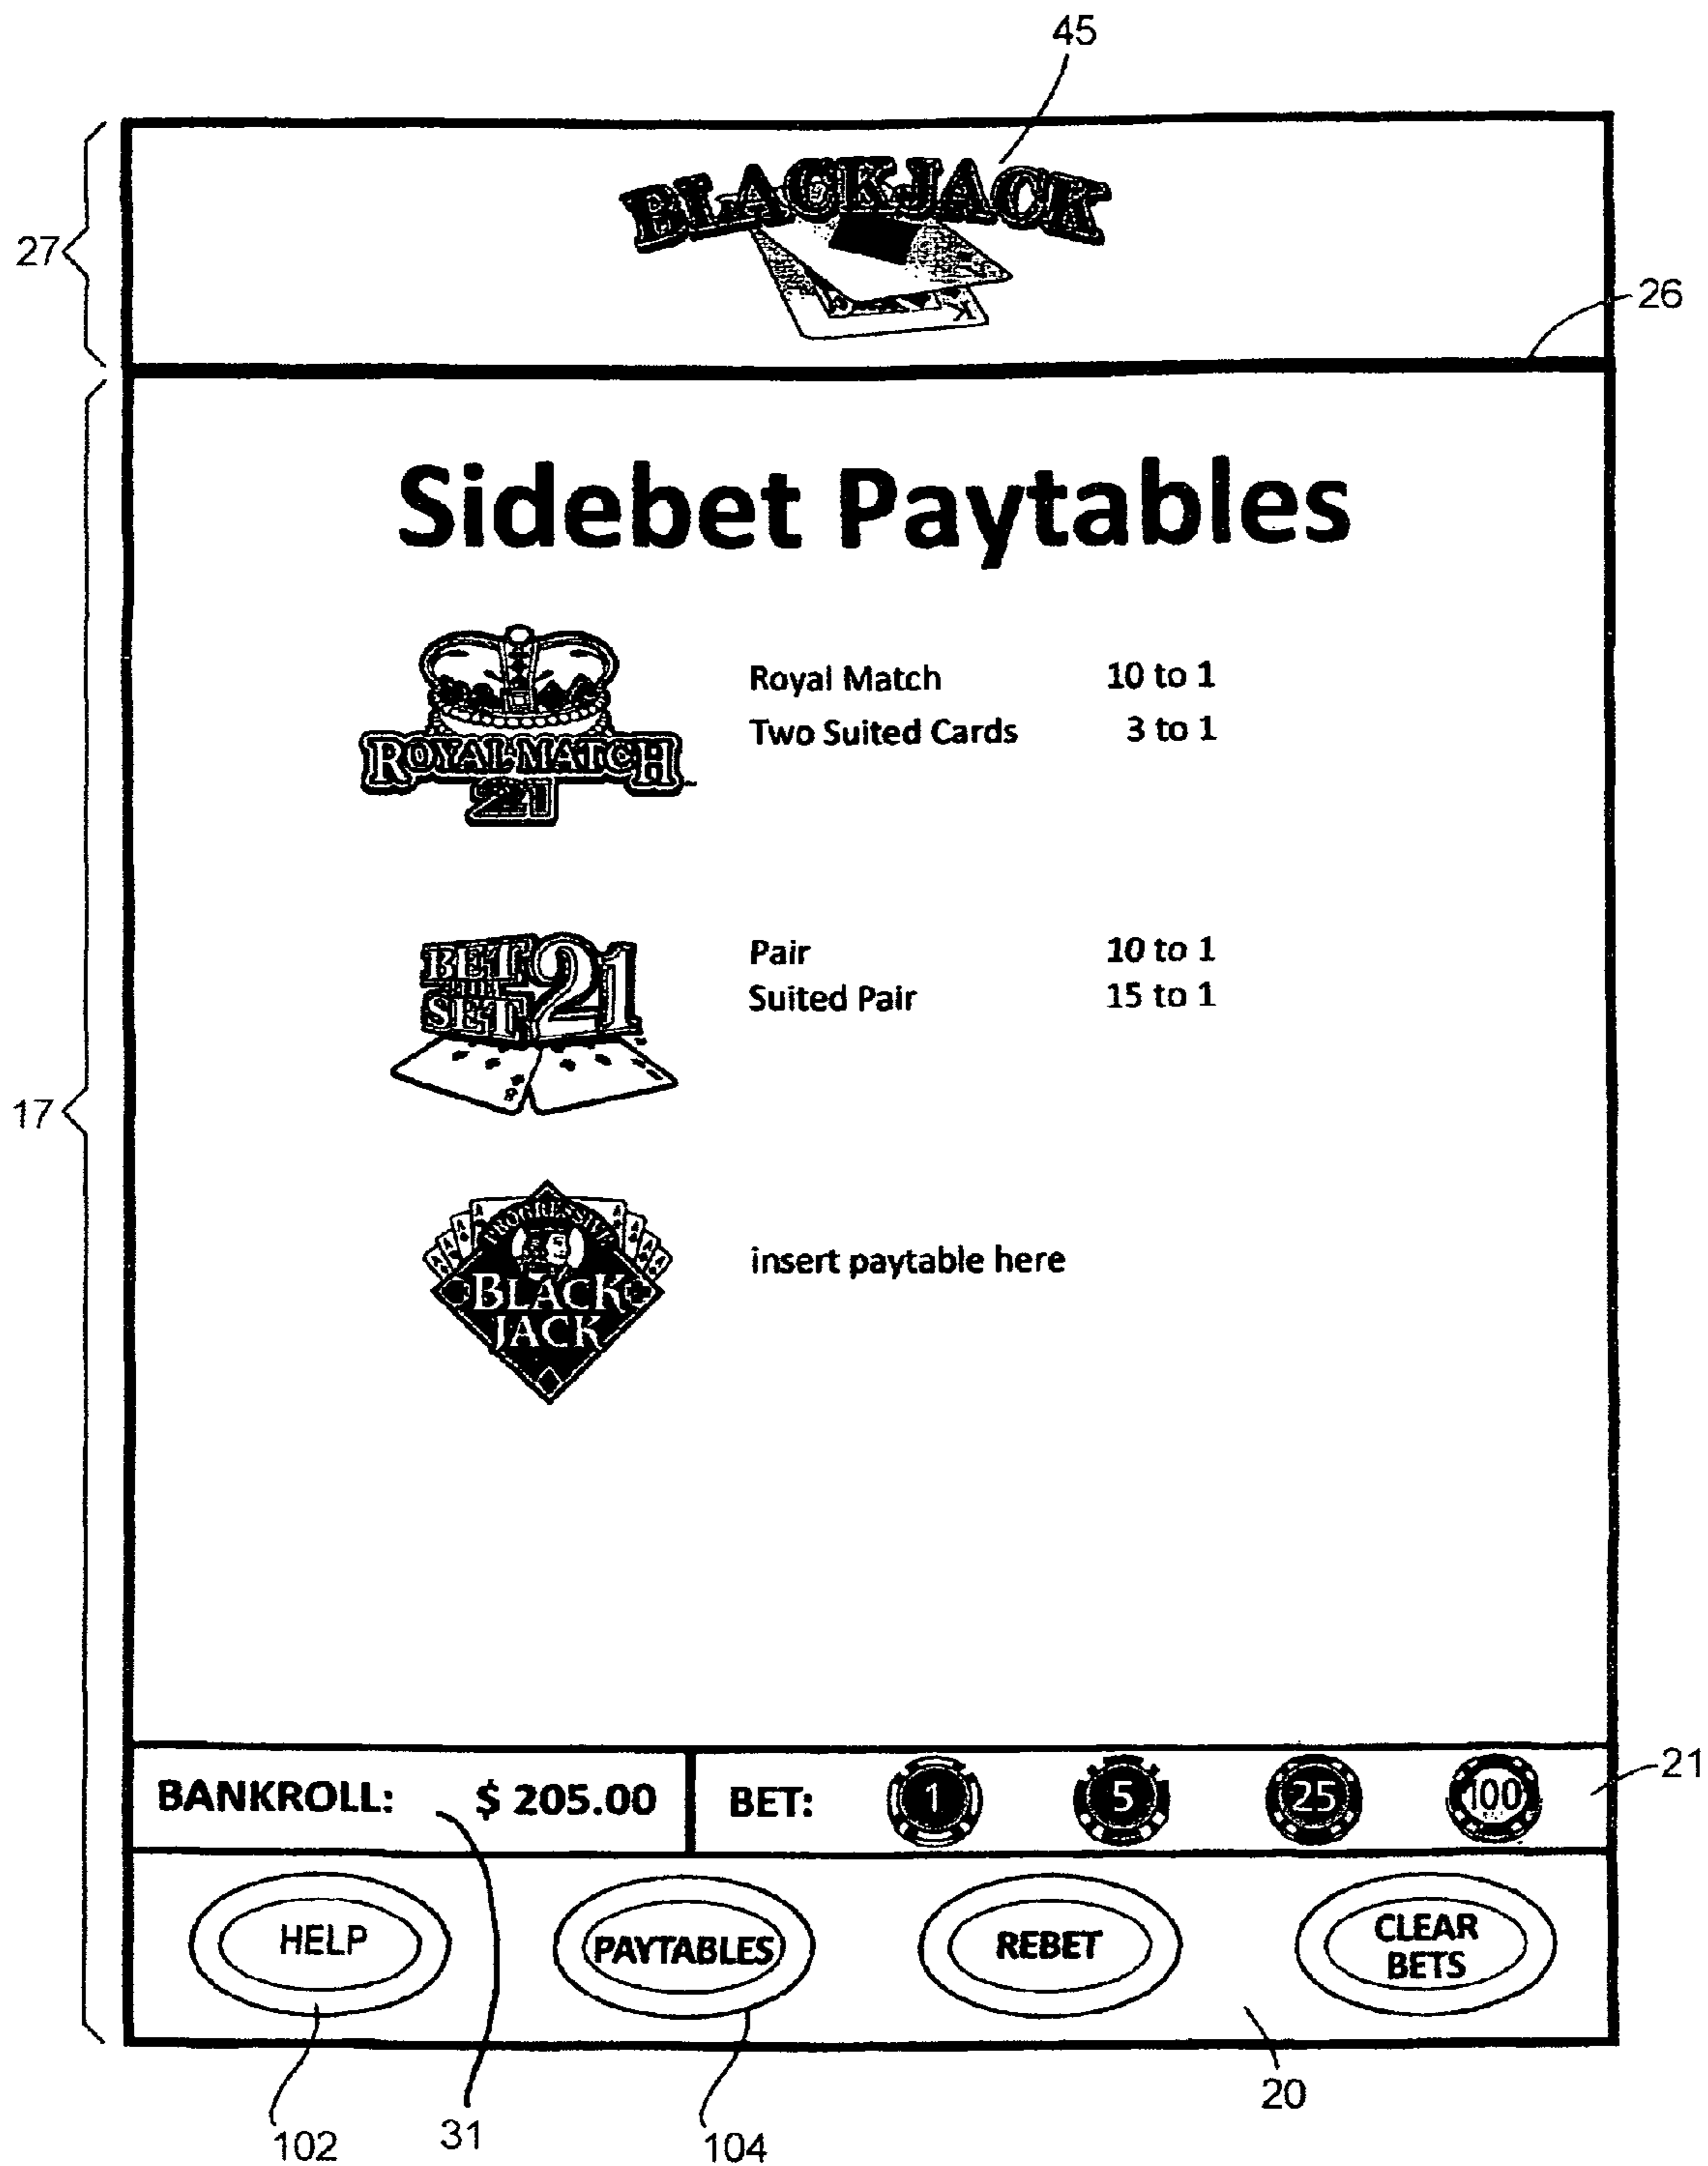 45
BLACKJACK
27
K
26
Sidebet Paytables
Royal Match 10 to 1
Two Suited Cards 3 to 1
ROYAL MATCH
21
BET THE SET 21
Pair 10 to 1
Suited Pair 15 to 1
17
PROGRESSIVE
BLACK
JACK
insert paytable here
BANKROLL: $ 205.00 BET: 1 5 25 100
21
HELP PAYTABLES REBET CLEAR BETS
20
102 31 104